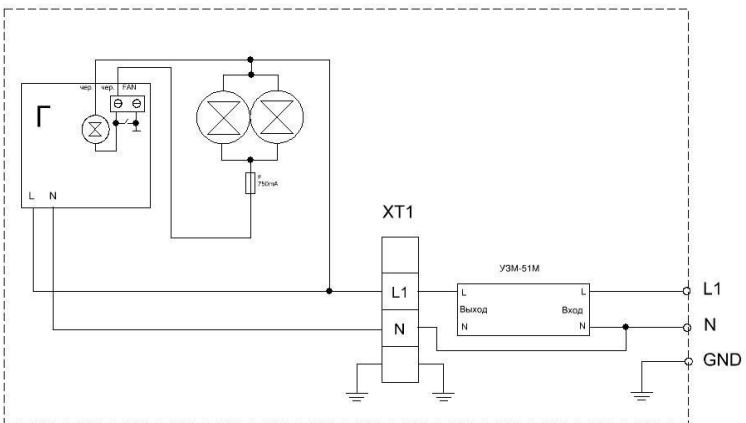 чер. чер. FAN
Г
L N
F
750mA
XT1
УЗМ-51М
L1
L L
Выход Вход
N N
N
L1
N
GND